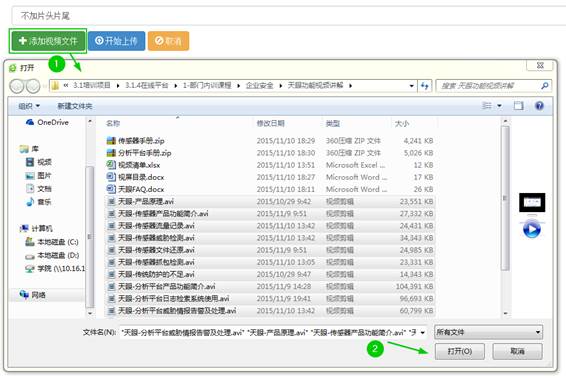 不加片头片尾
添加视频文件 开始上传 取消
1
打开
« 3.1培训项目 ▸ 3.1.4在线平台 ▸ 1-部门内训课程 ▸ 企业安全 ▸ 天眼功能视频讲解 ▸
搜索 天眼功能视频讲解
组织 新建文件夹
名称 修改日期 类型 大小
OneDrive
库
视频
图片
文档
音乐
计算机
本地磁盘 (C:)
本地磁盘 (D:)
学院 (\\10.16.1
网络
传感器手册.zip 2015/11/10 18:29 360压缩 ZIP 文件 4,241 KB
分析平台手册.zip 2015/11/10 18:30 360压缩 ZIP 文件 5,026 KB
视频清单.xlsx 2015/11/10 13:51 Microsoft Excel ... 12 KB
视屏目录.docx 2015/11/10 13:52 Microsoft Word ... 17 KB
天眼FAQ.docx 2015/11/10 18:11 Microsoft Word ... 26 KB
天眼-产品原理.avi 2015/10/29 9:42 视频剪辑 23,551 KB
天眼-传感器产品功能简介.avi 2015/11/9 9:51 视频剪辑 27,332 KB
天眼-传感器流量记录.avi 2015/11/10 13:42 视频剪辑 24,431 KB
天眼-传感器威胁检测.avi 2015/11/10 13:42 视频剪辑 34,343 KB
天眼-传感器文件还原.avi 2015/11/9 9:51 视频剪辑 24,985 KB
天眼-传感器抓包检测.avi 2015/11/10 13:05 视频剪辑 23,331 KB
天眼-传统防护的不足.avi 2015/10/29 9:47 视频剪辑 14,343 KB
天眼-分析平台产品功能简介.avi 2015/11/9 14:28 视频剪辑 104,391 KB
天眼-分析平台日志检索系统使用.avi 2015/11/9 19:41 视频剪辑 96,693 KB
天眼-分析平台威胁情报告警及处理.avi 2015/11/10 13:42 视频剪辑 60,799 KB
文件名(N): "天眼-分析平台威胁情报告警及处理.avi" "天眼-产品原理.avi" "天眼-传感器产品功能简介.avi" "天
所有文件
2
打开(O) 取消